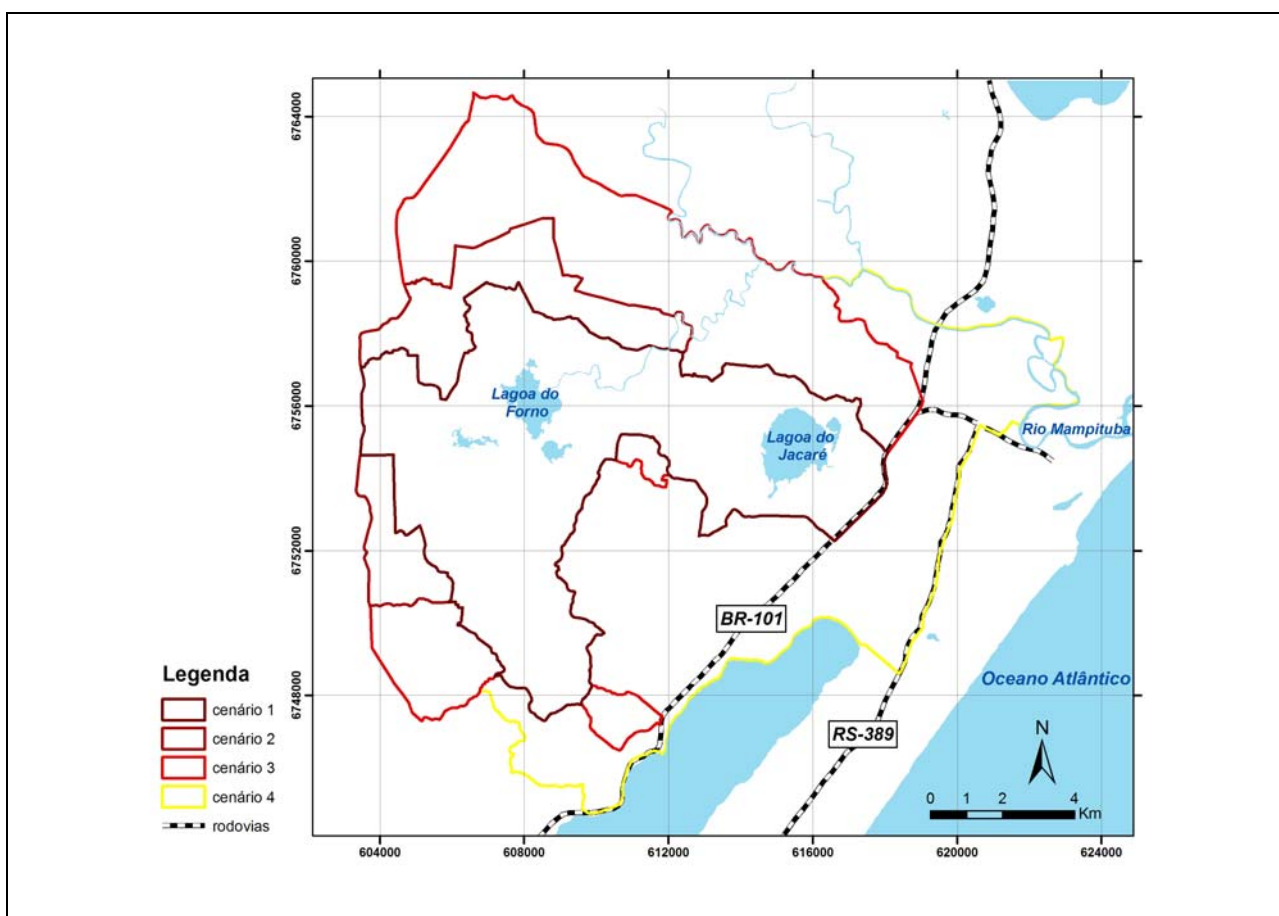 6764000
6760000
6756000
6752000
6748000
Lagoa do
Forno
Lagoa do
Jacaré
Rio Mampituba
BR-101
Oceano Atlântico
RS-389
Legenda
cenário 1
cenário 2
cenário 3
cenário 4
rodovias
N
0 1 2 4
Km
604000 608000 612000 616000 620000 624000